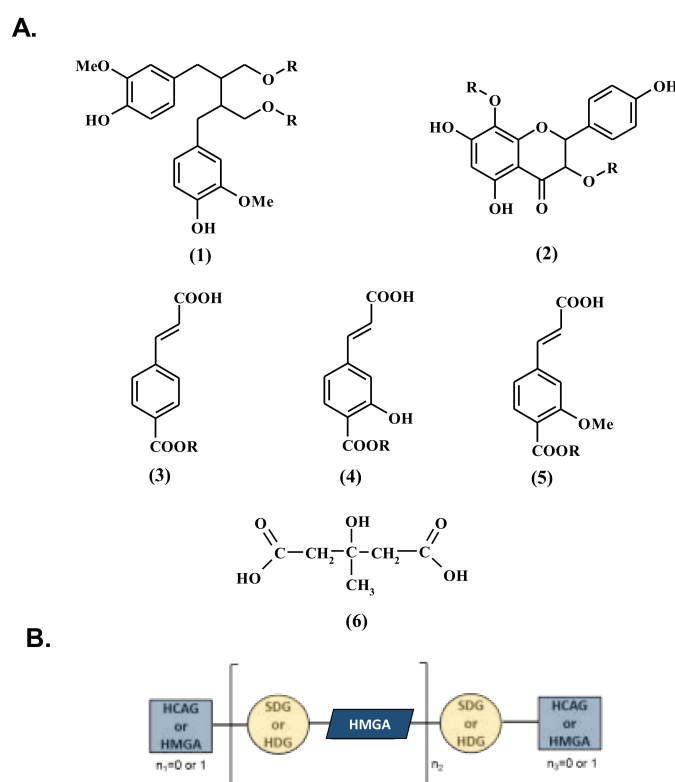 A.
MeO
HO
O
R
O
R
OMe
OH
(1)
R
O
OH
HO
O
O
R
OH
O
(2)
COOH
COOR
(3)
COOH
OH
COOR
(4)
COOH
OMe
COOR
(5)
O
OH
O
C
CH2
C
CH2
C
HO
CH3
OH
(6)
B.
HCAG
or
HMGA
n1=0 or 1
SDG
or
HDG
HMGA
n2
SDG
or
HDG
HCAG
or
HMGA
n3=0 or 1